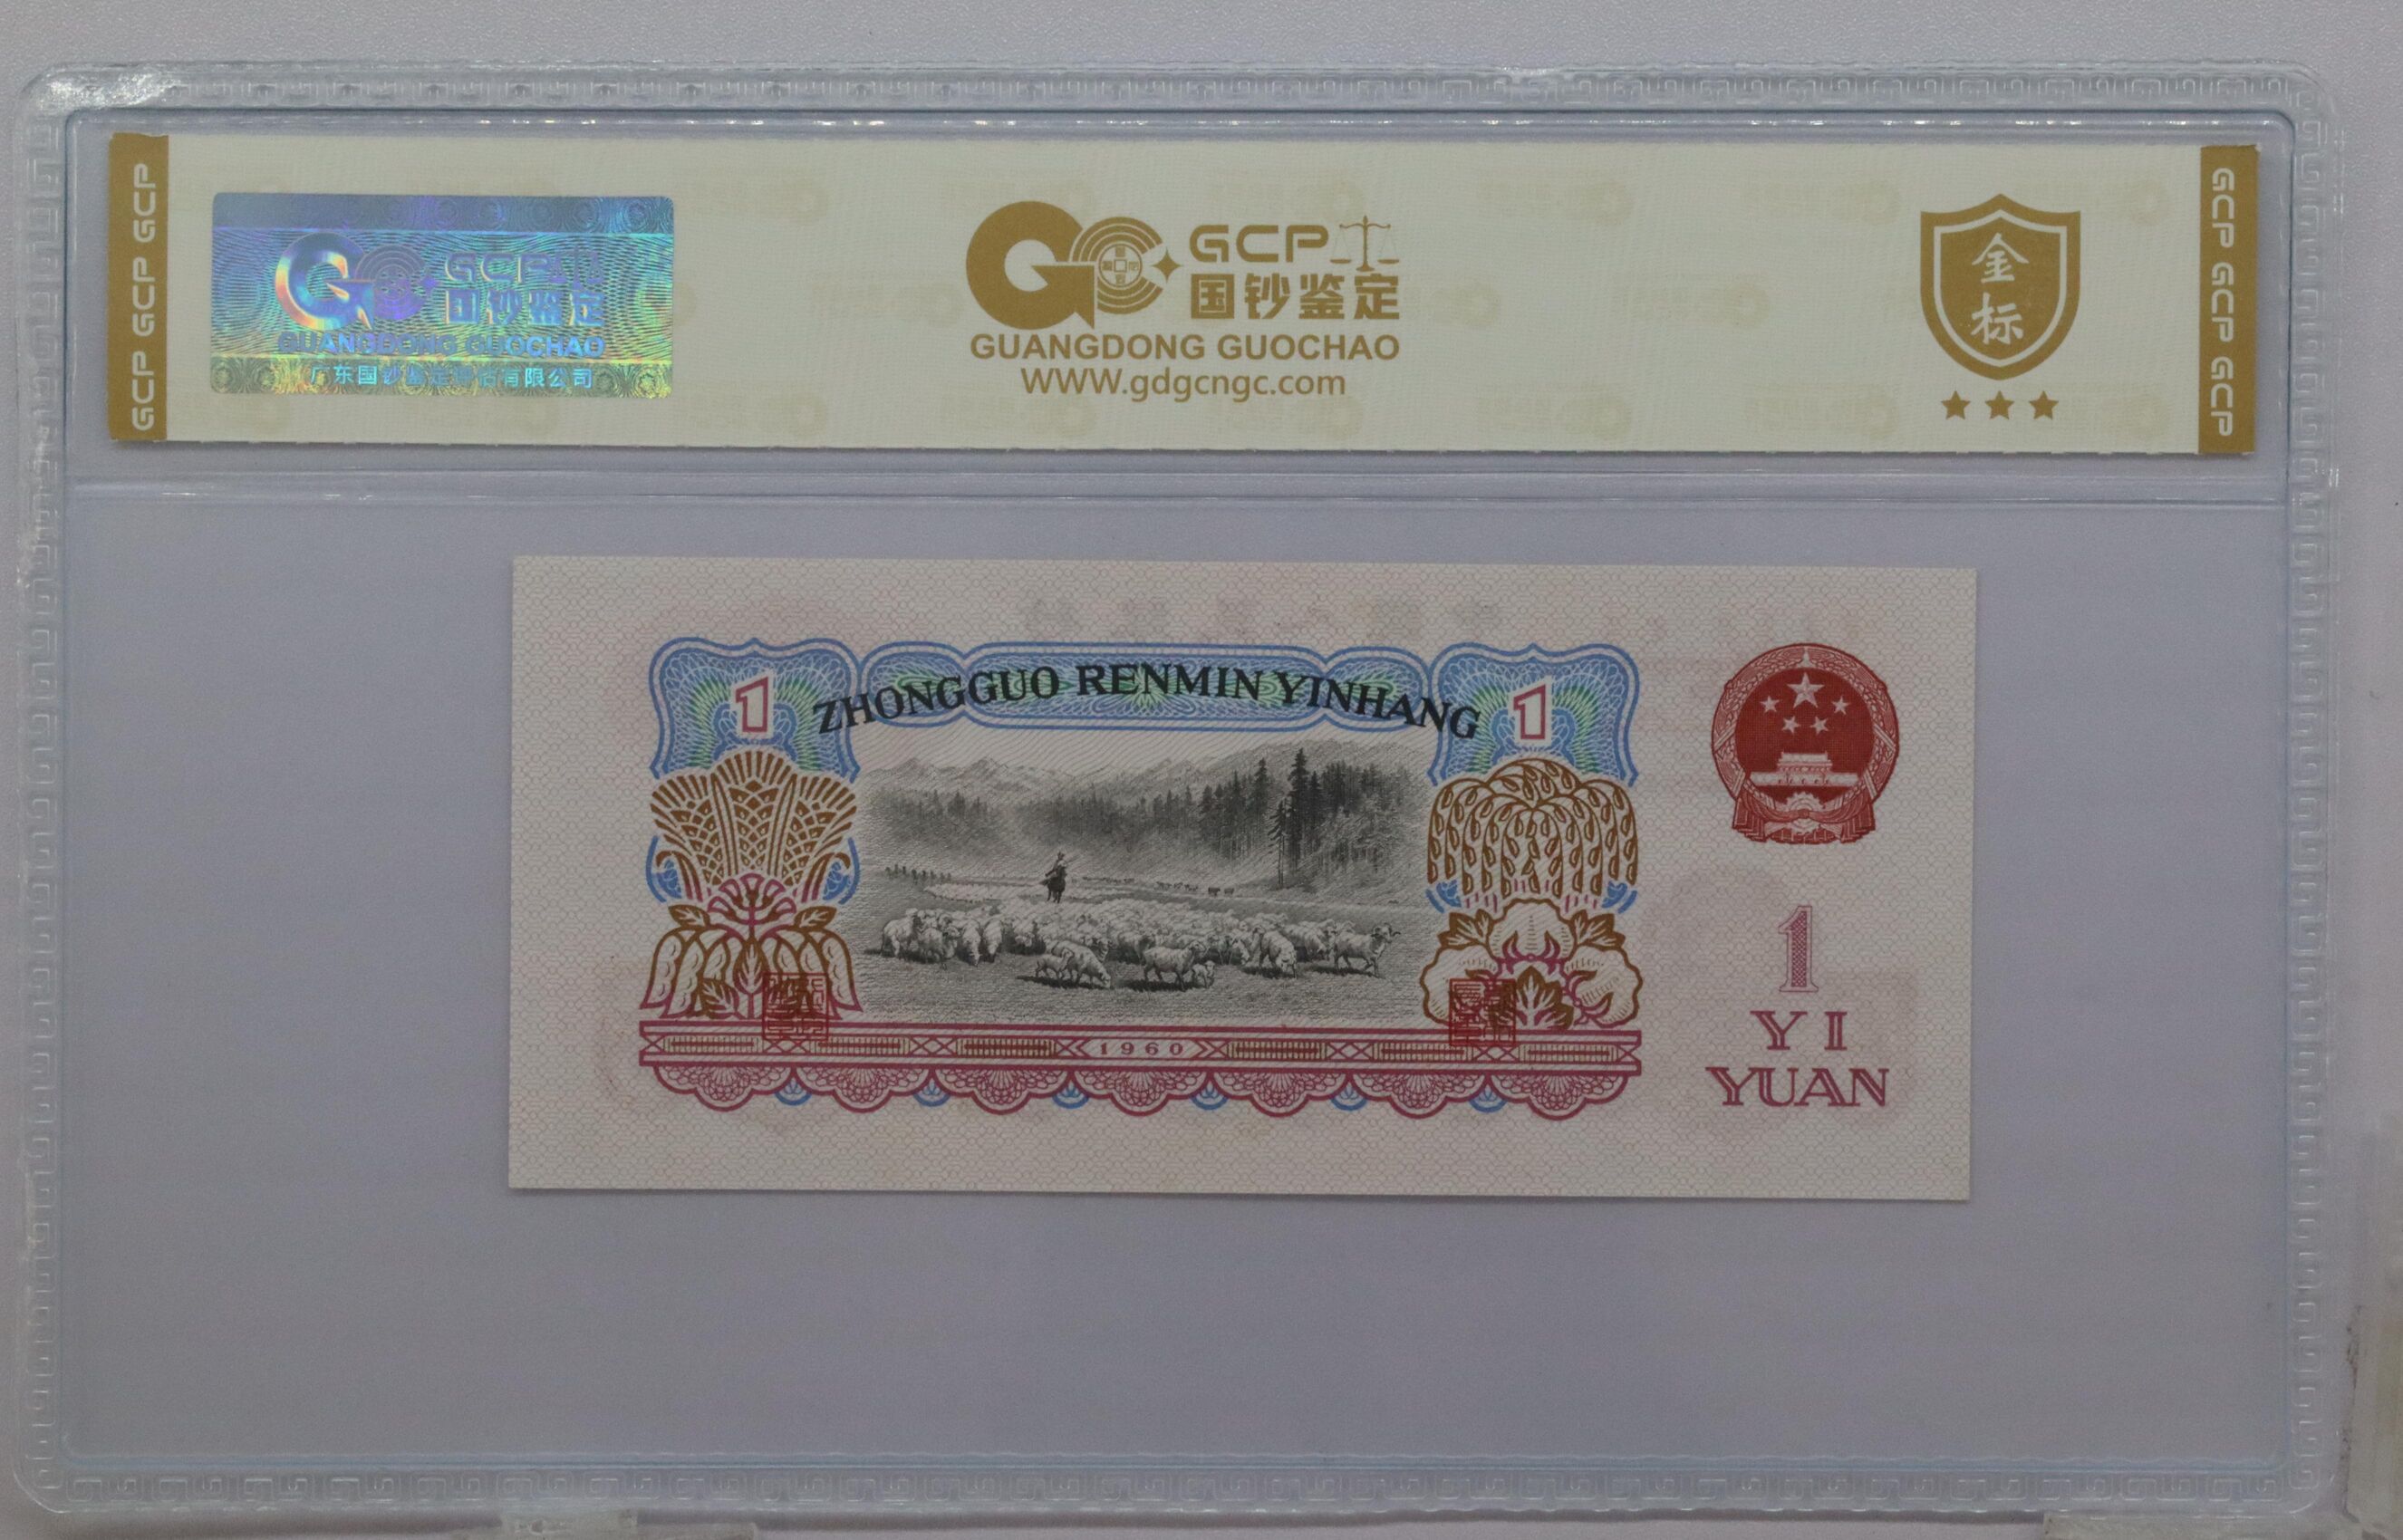 GCP GCP GCP
GCP
国钞鉴定
GUANGDONG GUOCHAO
广东国钞鉴定评估有限公司
GCP
国钞鉴定
GUANGDONG GUOCHAO
WWW.gdgcngc.com
金
标
GCP GCP GCP
1
ZHONGGUO RENMIN YINHANG
1
1960
1
YI
YUAN